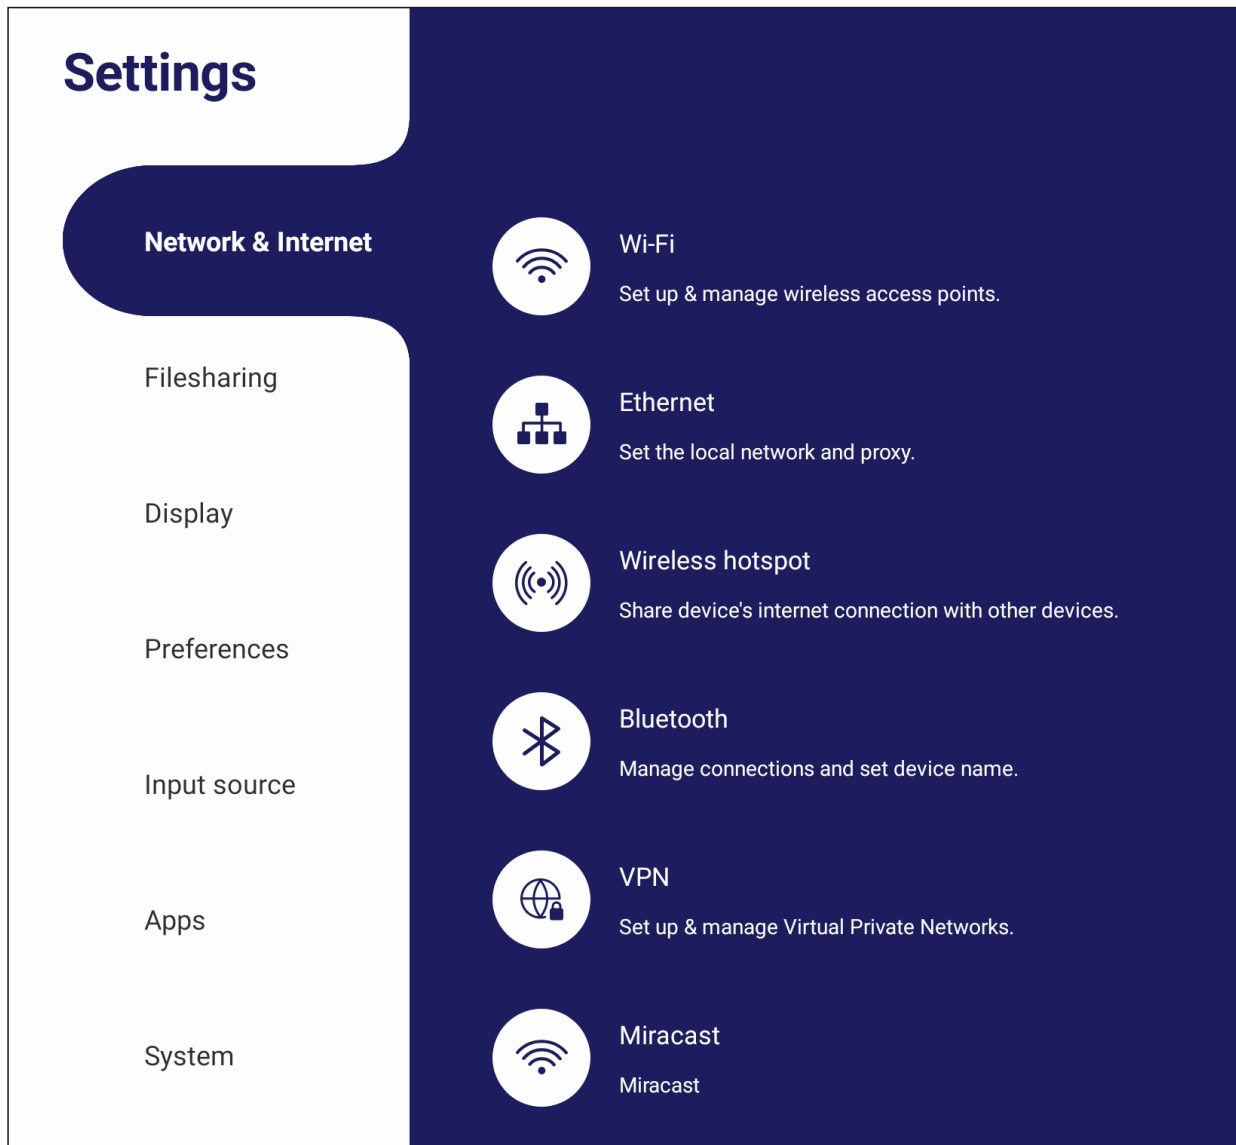 Settings
Network & Internet
Filesharing
Display
Preferences
Input source
Apps
System
Wi-Fi
Set up & manage wireless access points.
Ethernet
Set the local network and proxy.
Wireless hotspot
Share device's internet connection with other devices.
Bluetooth
Manage connections and set device name.
VPN
Set up & manage Virtual Private Networks.
Miracast
Miracast